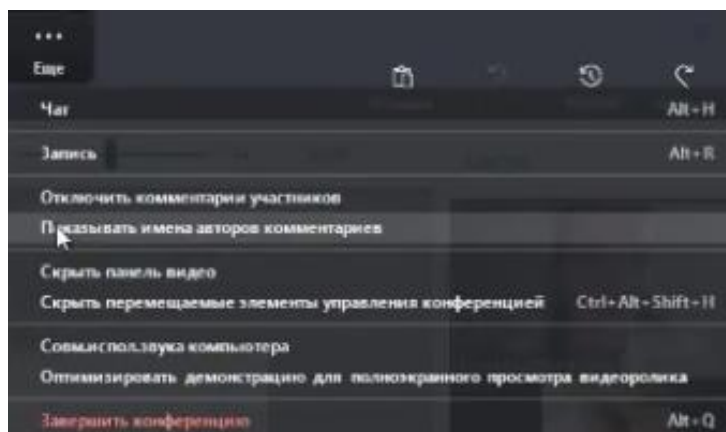 Еще
Чат Alt+H
Запись Alt+R
Отключить комментарии участников
Показывать имена авторов комментариев
Скрыть панель видео
Скрыть перемещаемые элементы управления конференцией Ctrl+Alt+Shift+H
Совм.испол.звука компьютера
Оптимизировать демонстрацию для полноэкранного просмотра видеоролика
Завершить конференцию Alt+Q